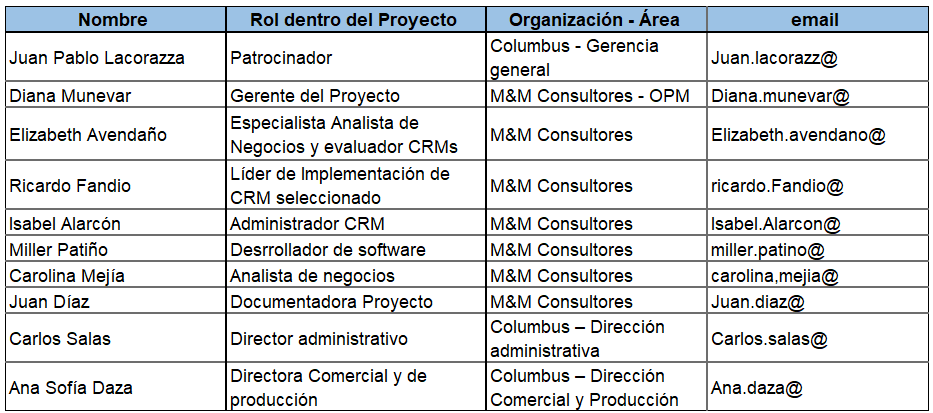 Nombre Rol dentro del Proyecto Organización - Área email
Juan Pablo Lacorazza Patrocinador Columbus - Gerencia general Juan.lacorazz@
Diana Munevar Gerente del Proyecto M&M Consultores - OPM Diana.munevar@
Elizabeth Avendaño Especialista Analista de Negocios y evaluador CRMs M&M Consultores Elizabeth.avendano@
Ricardo Fandio Líder de Implementación de CRM seleccionado M&M Consultores ricardo.Fandio@
Isabel Alarcón Administrador CRM M&M Consultores Isabel.Alarcon@
Miller Patiño Desrrollador de software M&M Consultores miller.patino@
Carolina Mejía Analista de negocios M&M Consultores carolina,mejia@
Juan Díaz Documentadora Proyecto M&M Consultores Juan.diaz@
Carlos Salas Director administrativo Columbus – Dirección administrativa Carlos.salas@
Ana Sofía Daza Directora Comercial y de producción Columbus – Dirección Comercial y Producción Ana.daza@